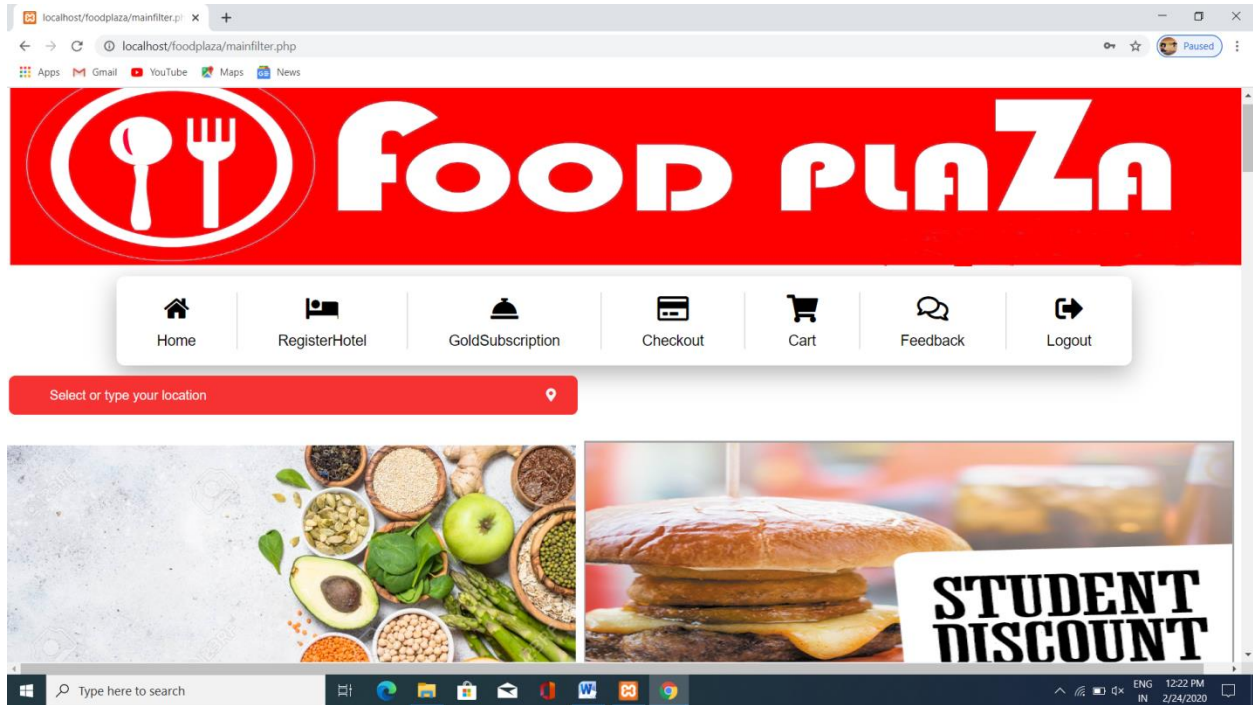 localhost/foodplaza/mainfilter.p
localhost/foodplaza/mainfilter.php
Paused
Apps Gmail YouTube Maps News
FOOD PLAZA
Home RegisterHotel GoldSubscription Checkout Cart Feedback Logout
Select or type your location
STUDENT
DISCOUNT
Type here to search
ENG 12:22 PM
IN 2/24/2020